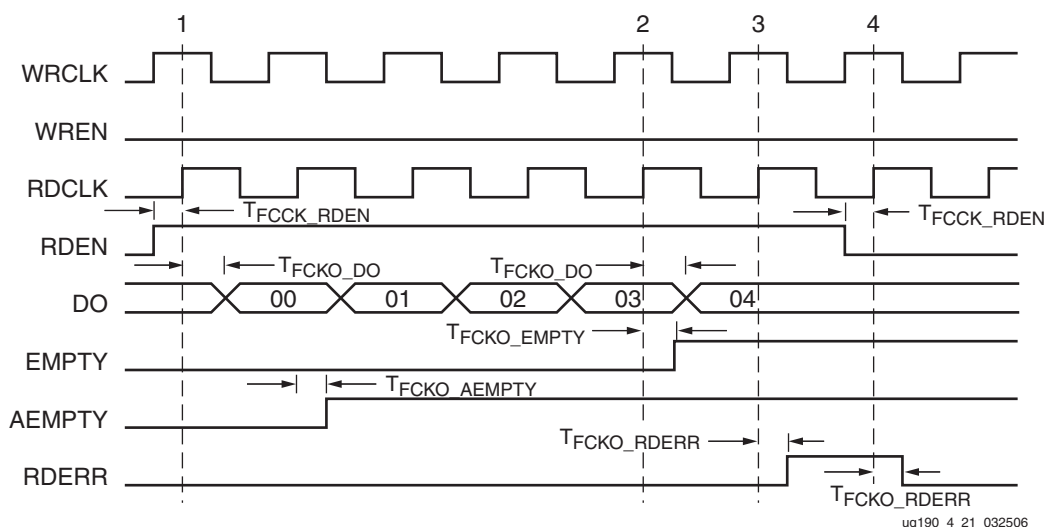 1 2 3 4
WRCLK
WREN
RDCLK
TFCCK_RDEN TFCCK_RDEN
RDEN
TFCKO_DO TFCKO_DO
DO 00 01 02 03 04
TFCKO_EMPTY
EMPTY
TFCKO_AEMPTY
AEMPTY
TFCKO_RDERR
RDERR
TFCKO_RDERR
ug190_4_21_032506